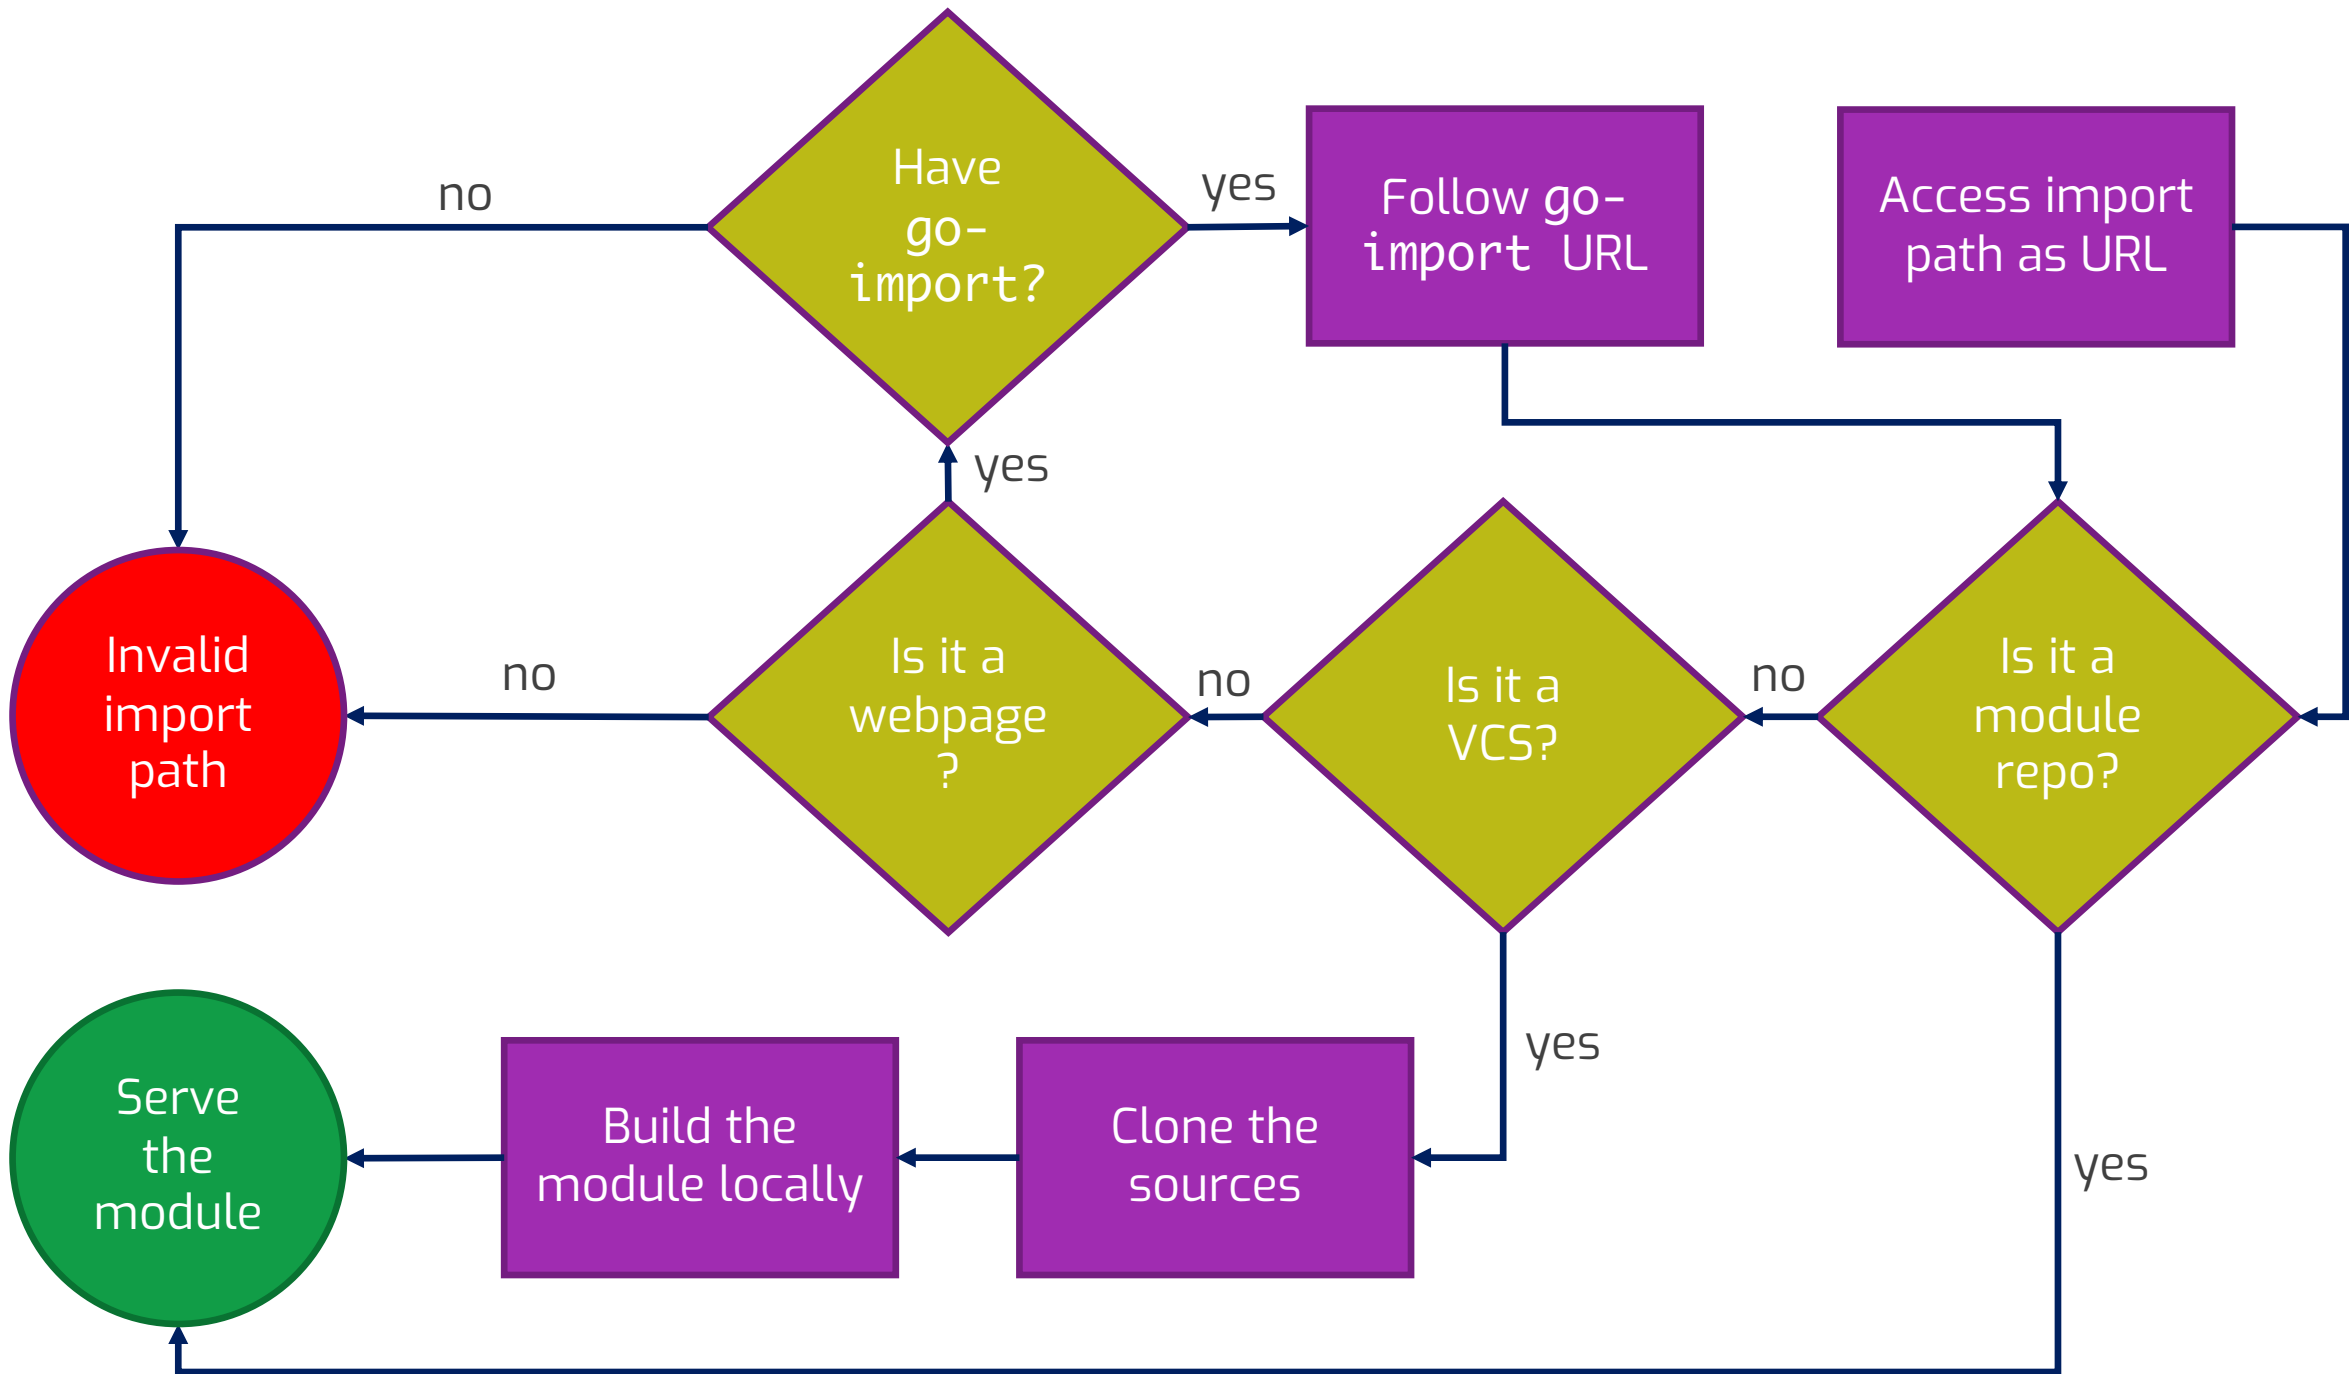 Have
go-
import?
no
yes
Follow go-
import URL
Access import
path as URL
yes
Invalid
import
path
no
Is it a
webpage
?
no
Is it a
VCS?
no
Is it a
module
repo?
yes
yes
Serve
the
module
Build the
module locally
Clone the
sources